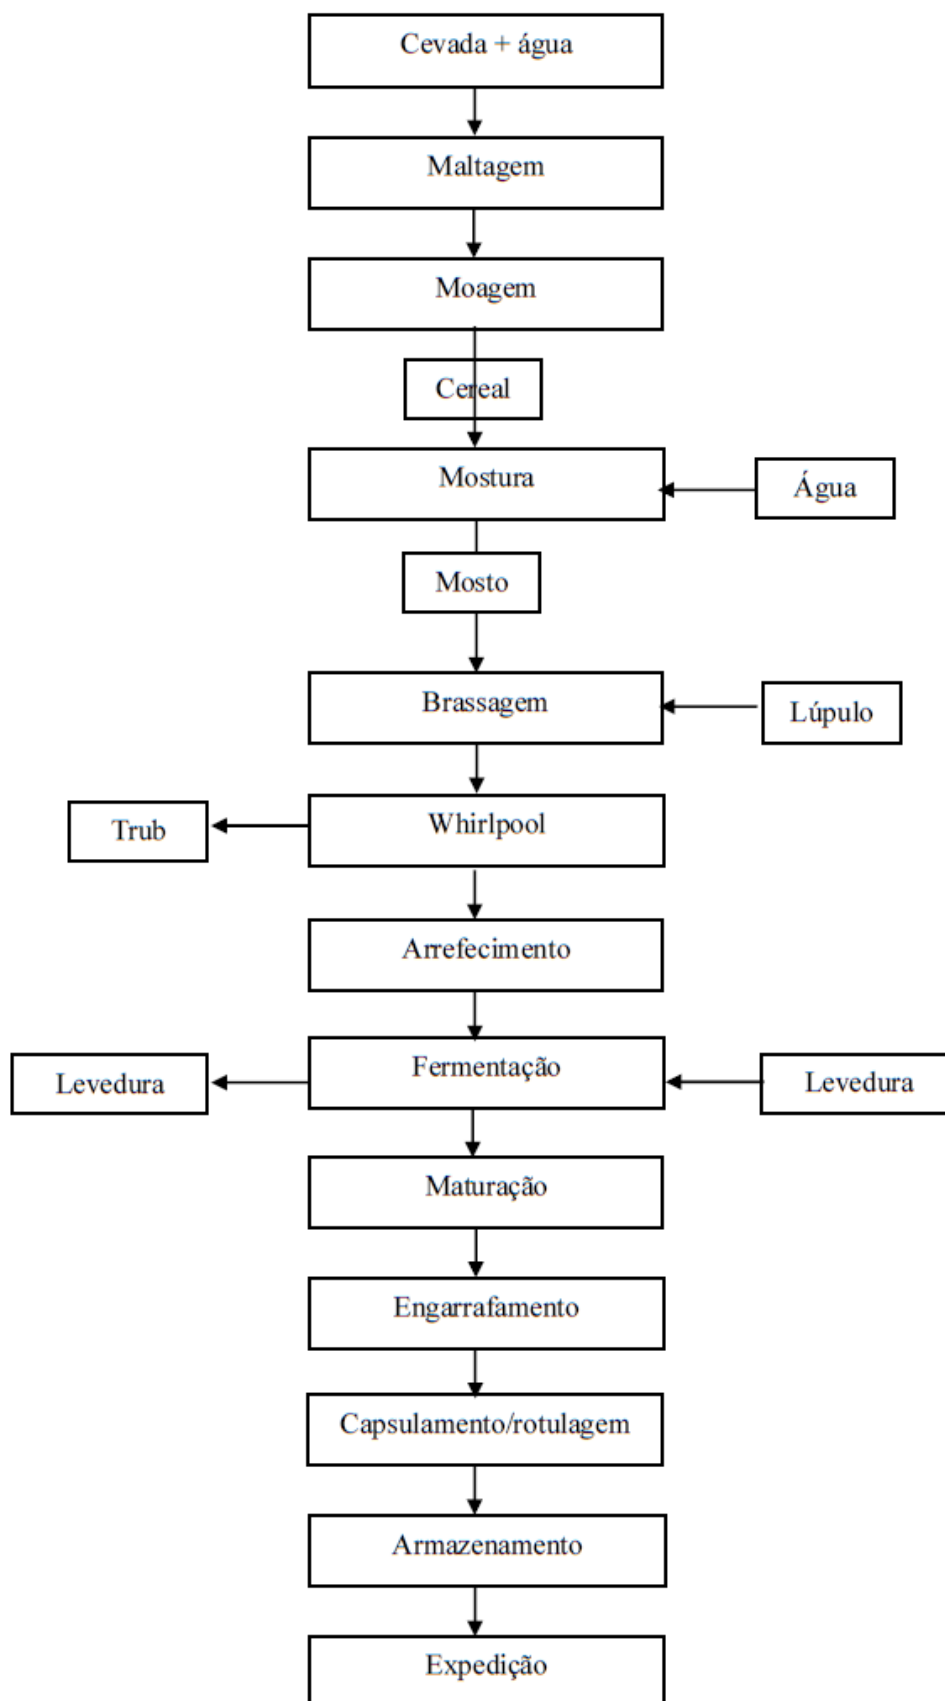 Cevada + água
Maltagem
Moagem
Cereal
Mostura
Água
Mosto
Brassagem
Lúpulo
Whirlpool
Trub
Arrefecimento
Fermentação
Levedura
Levedura
Maturação
Engarrafamento
Capsulamento/rotulagem
Armazenamento
Expedição